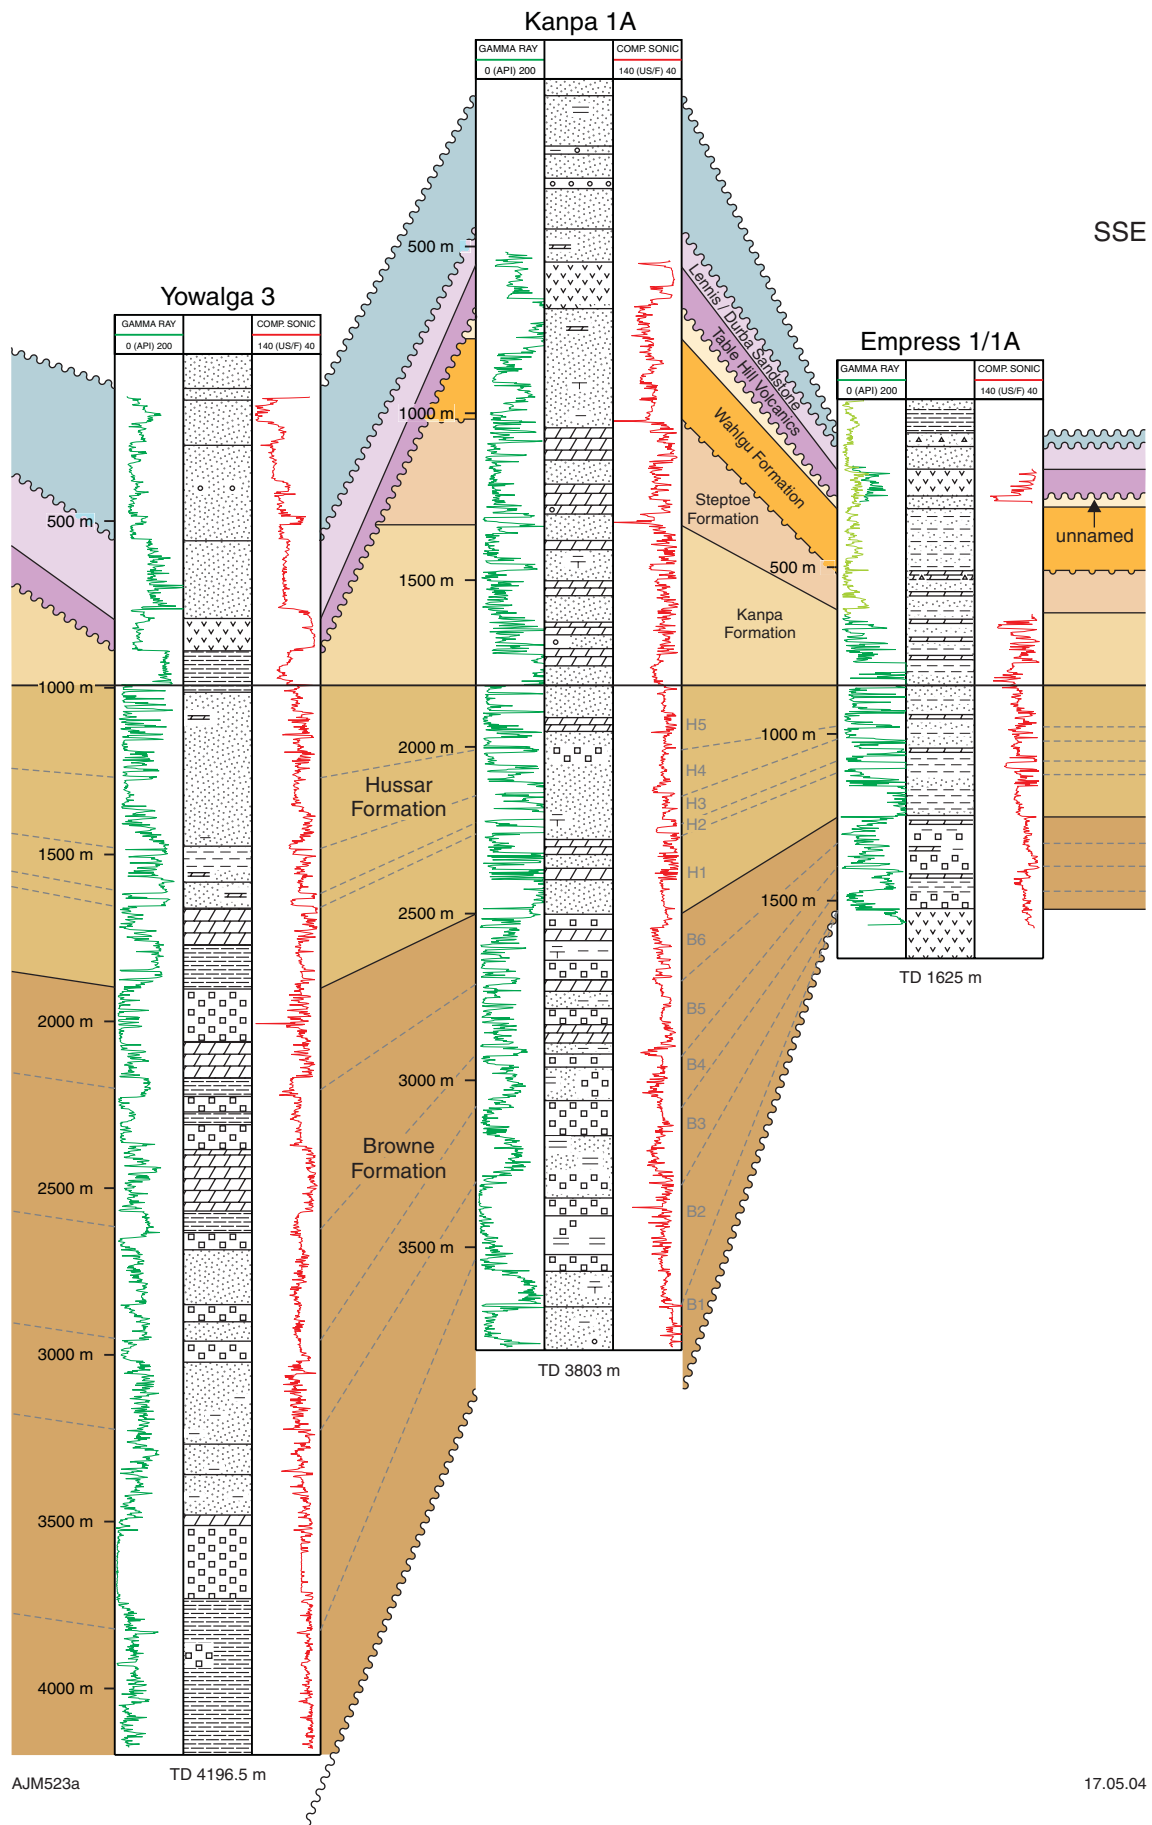 Kanpa 1A
GAMMA RAY
0 (API) 200
COMP. SONIC
140 (US/F) 40
SSE
500 m
1000 m
1500 m
2000 m
2500 m
3000 m
3500 m
TD 3803 m
Yowalga 3
GAMMA RAY
0 (API) 200
COMP. SONIC
140 (US/F) 40
500 m
1000 m
1500 m
2000 m
2500 m
3000 m
3500 m
4000 m
TD 4196.5 m
Empress 1/1A
GAMMA RAY
0 (API) 200
COMP. SONIC
140 (US/F) 40
500 m
1000 m
1500 m
TD 1625 m
Lennis / Durba Sandstone
Table Hill Volcanics
Wahlgu Formation
Steptoe
Formation
Kanpa
Formation
unnamed
Hussar
Formation
Browne
Formation
H5
H4
H3
H2
H1
B6
B5
B4
B3
B2
B1
AJM523a
17.05.04